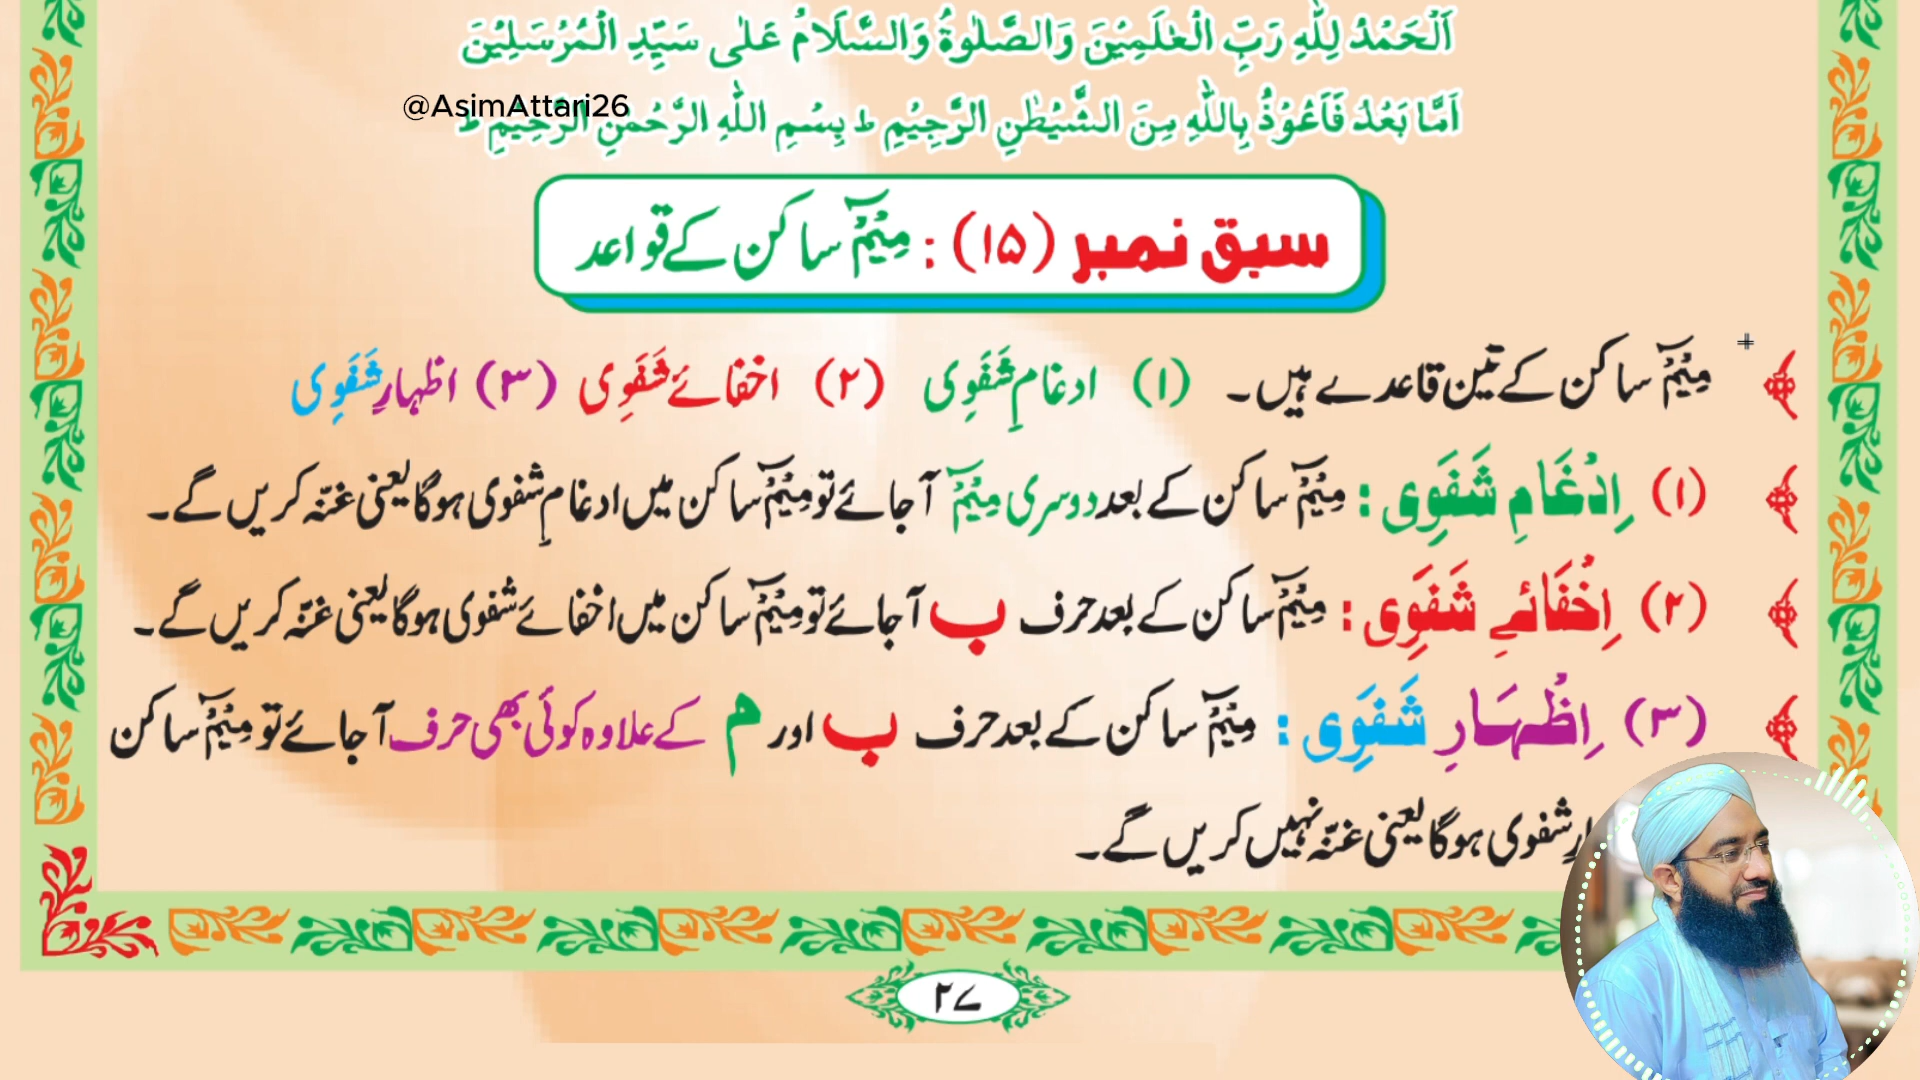 اَلْحَمْدُ لِلّٰهِ رَبِّ الْعٰلَمِيْنَ وَالصَّلٰوةُ وَالسَّلَامُ عَلٰى سَيِّدِ الْمُرْسَلِيْنَ
اَمَّا بَعْدُ فَاَعُوْذُ بِاللّٰهِ مِنَ الشَّيْطٰنِ الرَّجِيْمِ ط بِسْمِ اللّٰهِ الرَّحْمٰنِ الرَّحِيْمِ ط
@AsimAttari26
سبق نمبر (۱۵) : مِیْمْ ساکن کے قواعد
مِیْمْ ساکن کے تین قاعدے ہیں۔ (۱) ادغامِ شَفَوِی (۲) اخفائے شَفَوِی (۳) اظہارِ شَفَوِی
(۱) اِدْغَامِ شَفَوِی : مِیْمْ ساکن کے بعد دوسری مِیْمْ آجائے تو مِیْمْ ساکن میں ادغامِ شفوی ہوگا یعنی غنّہ کریں گے۔
(۲) اِخْفَائے شَفَوِی : مِیْمْ ساکن کے بعد حرف ب آجائے تو مِیْمْ ساکن میں اخفائے شفوی ہوگا یعنی غنّہ کریں گے۔
(۳) اِظْہَارِ شَفَوِی : مِیْمْ ساکن کے بعد حرف ب اور م کے علاوہ کوئی بھی حرف آجائے تو مِیْمْ ساکن
شفوی ہوگا یعنی غنّہ نہیں کریں گے۔
۲۷